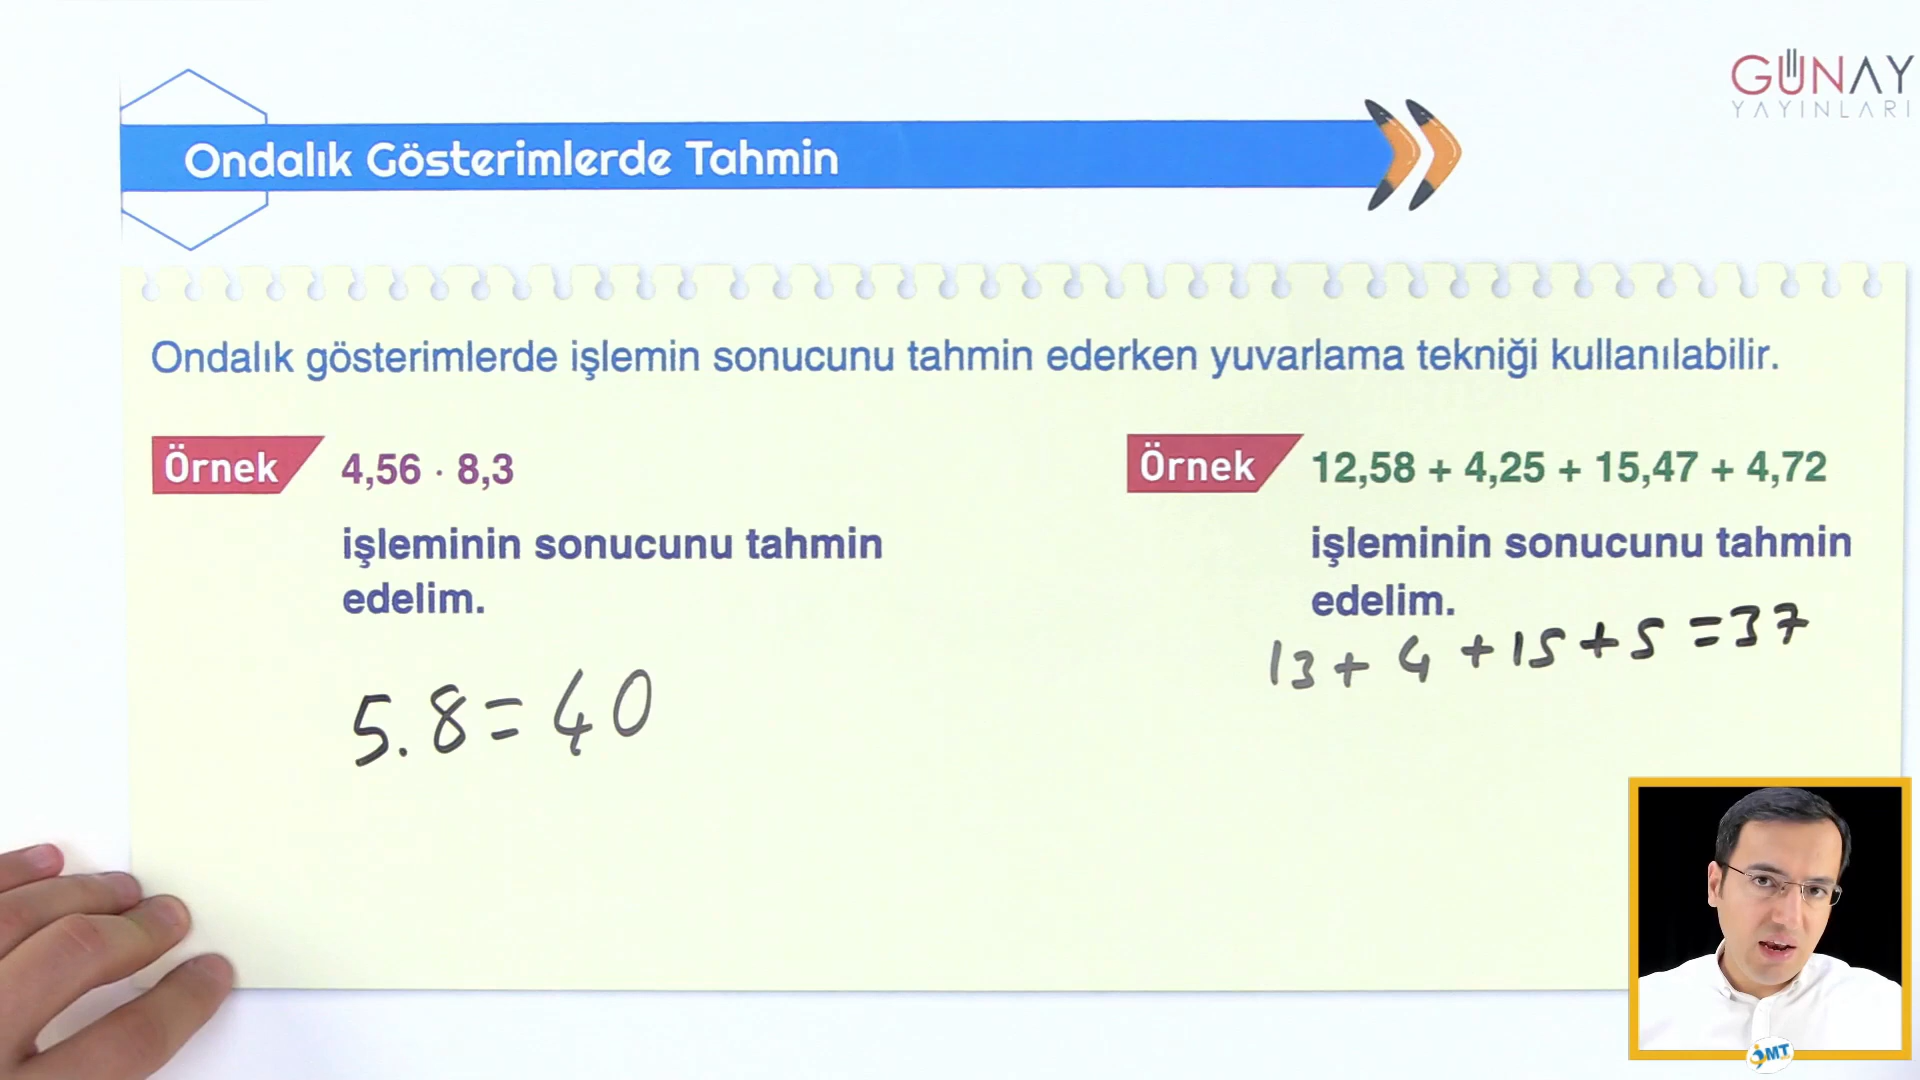 GÜNAY
YAYINLARI
Ondalık Gösterimlerde Tahmin
Ondalık gösterimlerde işlemin sonucunu tahmin ederken yuvarlama tekniği kullanılabilir.
Örnek 4,56 · 8,3
işleminin sonucunu tahmin
edelim.
5.8=40
Örnek 12,58 + 4,25 + 15,47 + 4,72
işleminin sonucunu tahmin
edelim.
13+4+15+5=37
MT